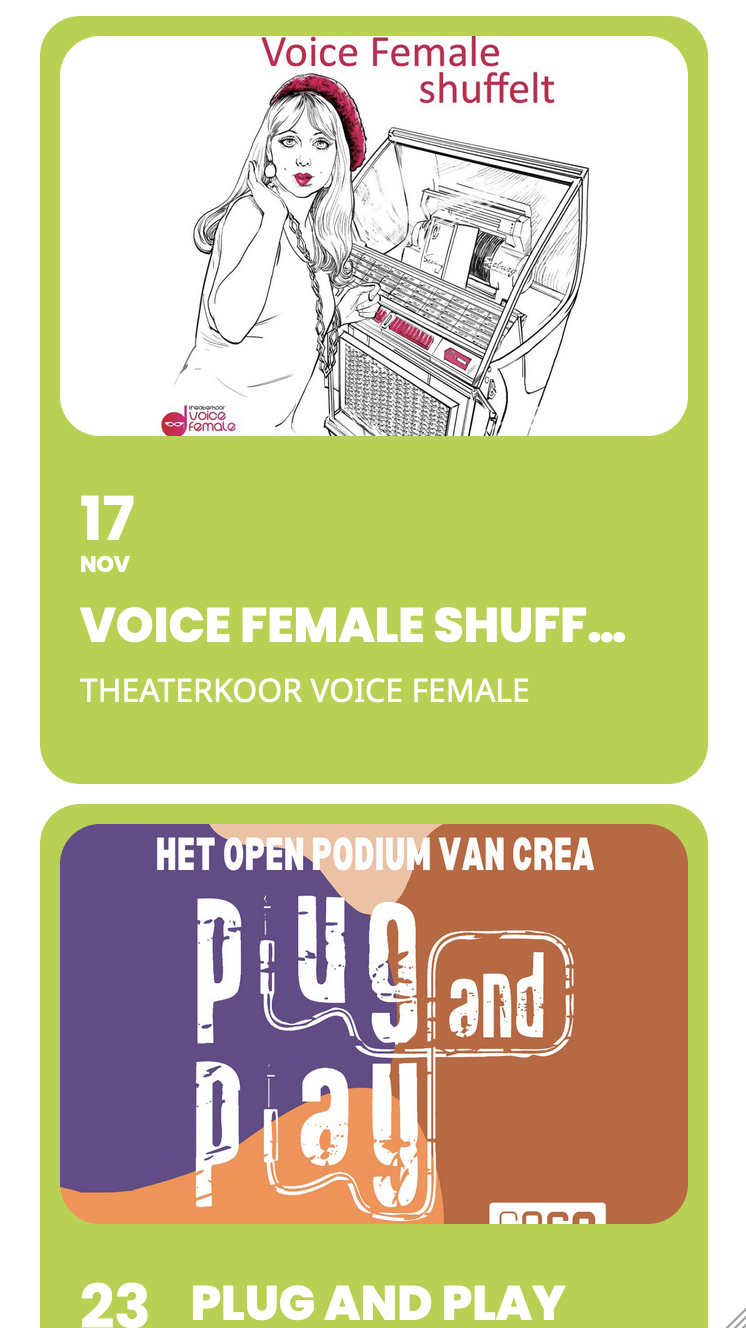 Voice Female
shuffelt
theaterkoor
voice
female
17
NOV
VOICE FEMALE SHUFF...
THEATERKOOR VOICE FEMALE
HET OPEN PODIUM VAN CREA
plug
and
play
23
PLUG AND PLAY